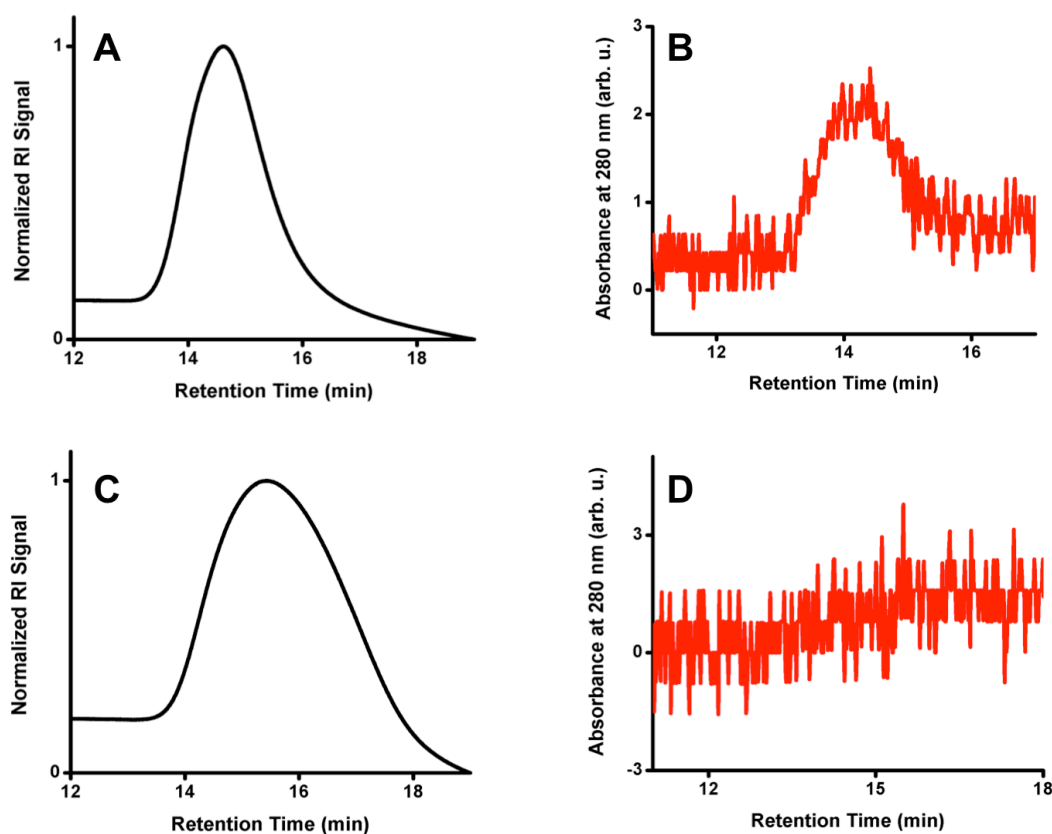 A
Normalized RI Signal
1
0
12 14 16 18
Retention Time (min)
B
Absorbance at 280 nm (arb. u.)
3
2
1
0
12 14 16
Retention Time (min)
C
Normalized RI Signal
1
0
12 14 16 18
Retention Time (min)
D
Absorbance at 280 nm (arb. u.)
3
0
-3
12 15 18
Retention Time (min)